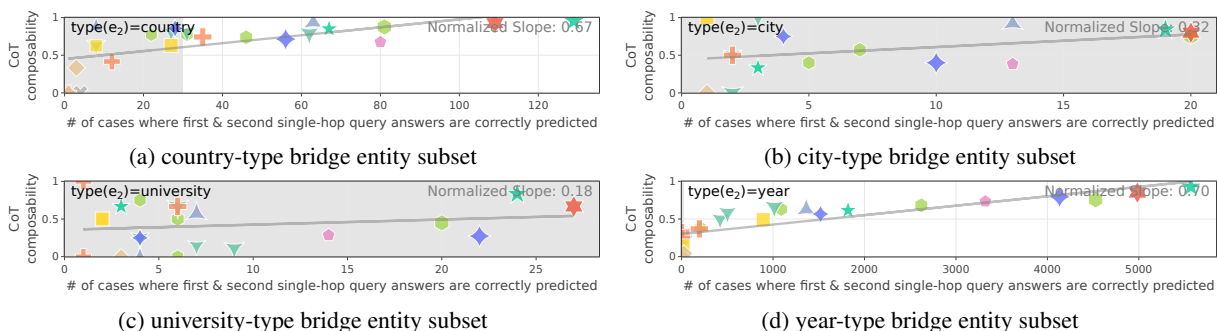 type(e₂)=country
Normalized Slope: 0.67
CoT
composability
1
0.5
0
0 20 40 60 80 100 120
# of cases where first & second single-hop query answers are correctly predicted
(a) country-type bridge entity subset
type(e₂)=city
Normalized Slope: 0.32
CoT
composability
1
0.5
0
0 5 10 15 20
# of cases where first & second single-hop query answers are correctly predicted
(b) city-type bridge entity subset
type(e₂)=university
Normalized Slope: 0.18
CoT
composability
1
0.5
0
0 5 10 15 20 25
# of cases where first & second single-hop query answers are correctly predicted
(c) university-type bridge entity subset
type(e₂)=year
Normalized Slope: 0.70
CoT
composability
1
0.5
0
0 1000 2000 3000 4000 5000
# of cases where first & second single-hop query answers are correctly predicted
(d) year-type bridge entity subset